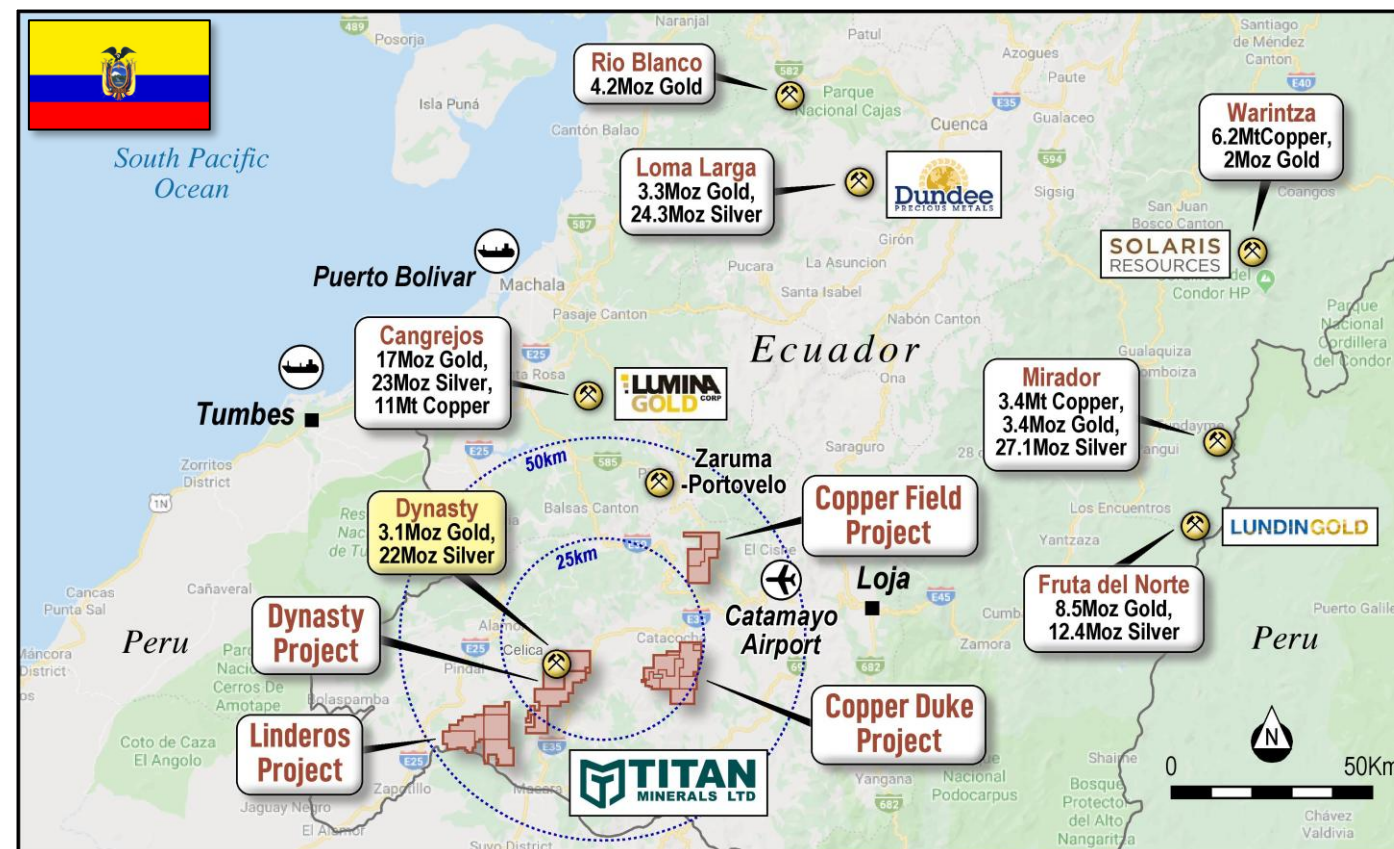 489
Posorja
Naranjal
Patul
Santiago
de Méndez
Canton
Azogues
Paute
E40
Isla Puná
Rio Blanco
4.2Moz Gold
582
Parque
Nacional Cajas
E35
Gualaceo
Cuenca
Cantón Balao
Warintza
6.2MtCopper,
2Moz Gold
South Pacific
Ocean
Loma Larga
3.3Moz Gold,
24.3Moz Silver
Dundee
PRECIOUS METALS
594
Sigsig
Coangos
San Juan
Bosco Canton
587
Girón
SOLARIS
RESOURCES
Condor HP
Puerto Bolivar
Machala
Pucara
La Asuncion
Santa Isabel
Pasaje Canton
Nabón Canton
Parque
Nacional
Cordillera
del Condor
Cangrejos
17Moz Gold,
23Moz Silver,
11Mt Copper
E25
LUMINA
GOLD CORP
Ecuador
Ona
Gualaquiza
Tumbes
Mirador
3.4Mt Copper,
3.4Moz Gold,
27.1Moz Silver
Zorritos
District
1N
50km
585
Zaruma
-Portovelo
Saraguro
Balsas Canton
Dynasty
3.1Moz Gold,
22Moz Silver
Copper Field
Project
Los Encuentros
Yantzaza
LUNDINGOLD
25km
E35
El Cisne
Cañaveral
Cancas
Punta Sal
Catamayo
Airport
Loja
E45
Fruta del Norte
8.5Moz Gold,
12.4Moz Silver
Puerto Galile
Dynasty
Project
Celica
Catacocha
Zamora
Peru
Peru
Máncora
District
E25
Pindal
682
Nacional
Cerros De
Amotape
Linderos
Project
Copper Duke
Project
Coto de Caza
El Angolo
E25
E35
TITAN
MINERALS LTD
N
0
50Km
Zapotillo
Jaguay Negro
El Alamor
Macara
Suyo District
Yangana
682
Nacional
Podocarpus
Bosque
Protector
del Alto
Nangaritza
Chávez
Valdivia